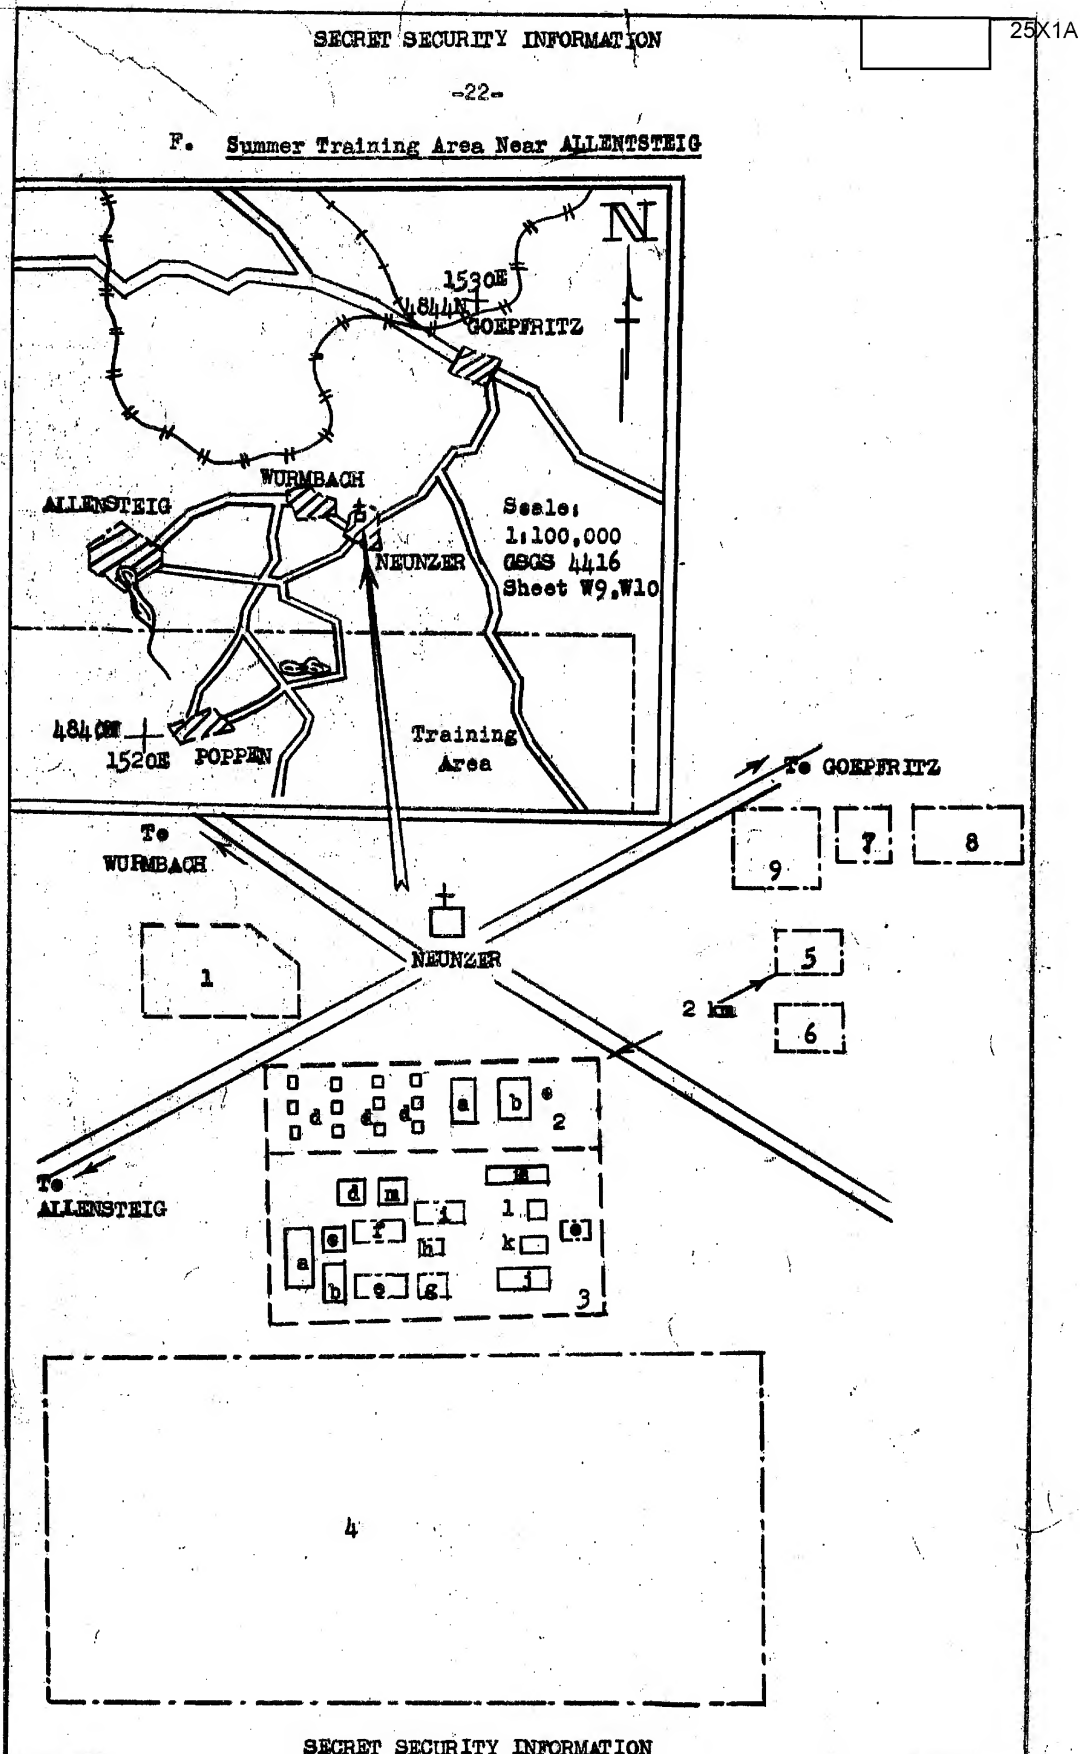 SECRET SECURITY INFORMATION
25X1A
-22-
F. Summer Training Area Near ALLENTSTEIG
N
1530E
4844N
GOEPFRITZ
WURMBACH
ALLENSTEIG
NEUNZER
Scale:
1:100,000
GSGS 4416
Sheet W9,W10
4840N
1520E
POPPEN
Training
Area
To GOEPFRITZ
To
WURMBACH
9
7
8
NEUNZER
1
5
2 km
6
d
d
d
a
b
2
To
ALLENSTEIG
d
m
i
l
f
h
k
a
b
e
g
j
3
4
SECRET SECURITY INFORMATION